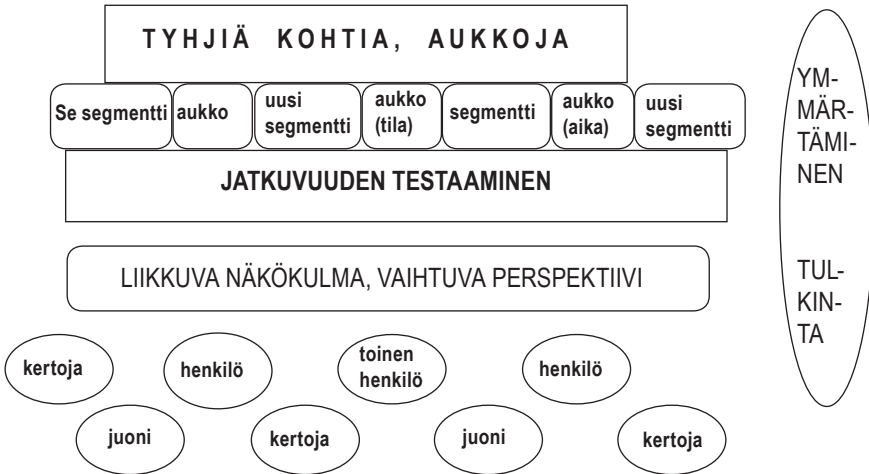 TYHJIÄ KOHTIA, AUKKOJA
Se segmentti
aukko
uusi
segmentti
aukko
(tila)
segmentti
aukko
(aika)
uusi
segmentti
JATKUVUUDEN TESTAAMINEN
LIIKKUVA NÄKÖKULMA, VAIHTUVA PERSPEKTIIVI
kertoja
henkilö
toinen
henkilö
henkilö
juoni
kertoja
juoni
kertoja
YM-
MÄR-
TÄMI-
NEN
TUL-
KIN-
TA